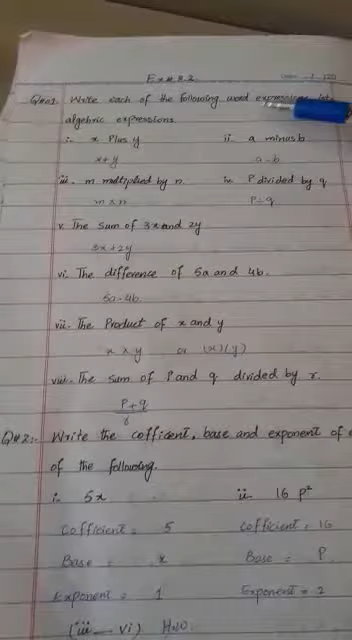 Ex # 2.2
Q#01. Write each of the following word expressions into
algebric expressions.
i. x Plus y ii. a minus b
x+y a-b
iii. m multiplied by n. iv. P divided by q
m x n P÷q
v. The sum of 3x and 2y
3x+2y
vi. The difference of 5a and 4b.
5a-4b.
vii. The Product of x and y
x x y or (x)(y)
viii. The sum of P and q divided by r.
P+q
r
Q#2:- Write the cofficent, base and exponent of
of the following.
i. 5x ii. 16 P²
Cofficient = 5 Cofficient = 16
Base = x Base = P
Exponent = 1 Exponent = 2
(iii — vi) H.W.